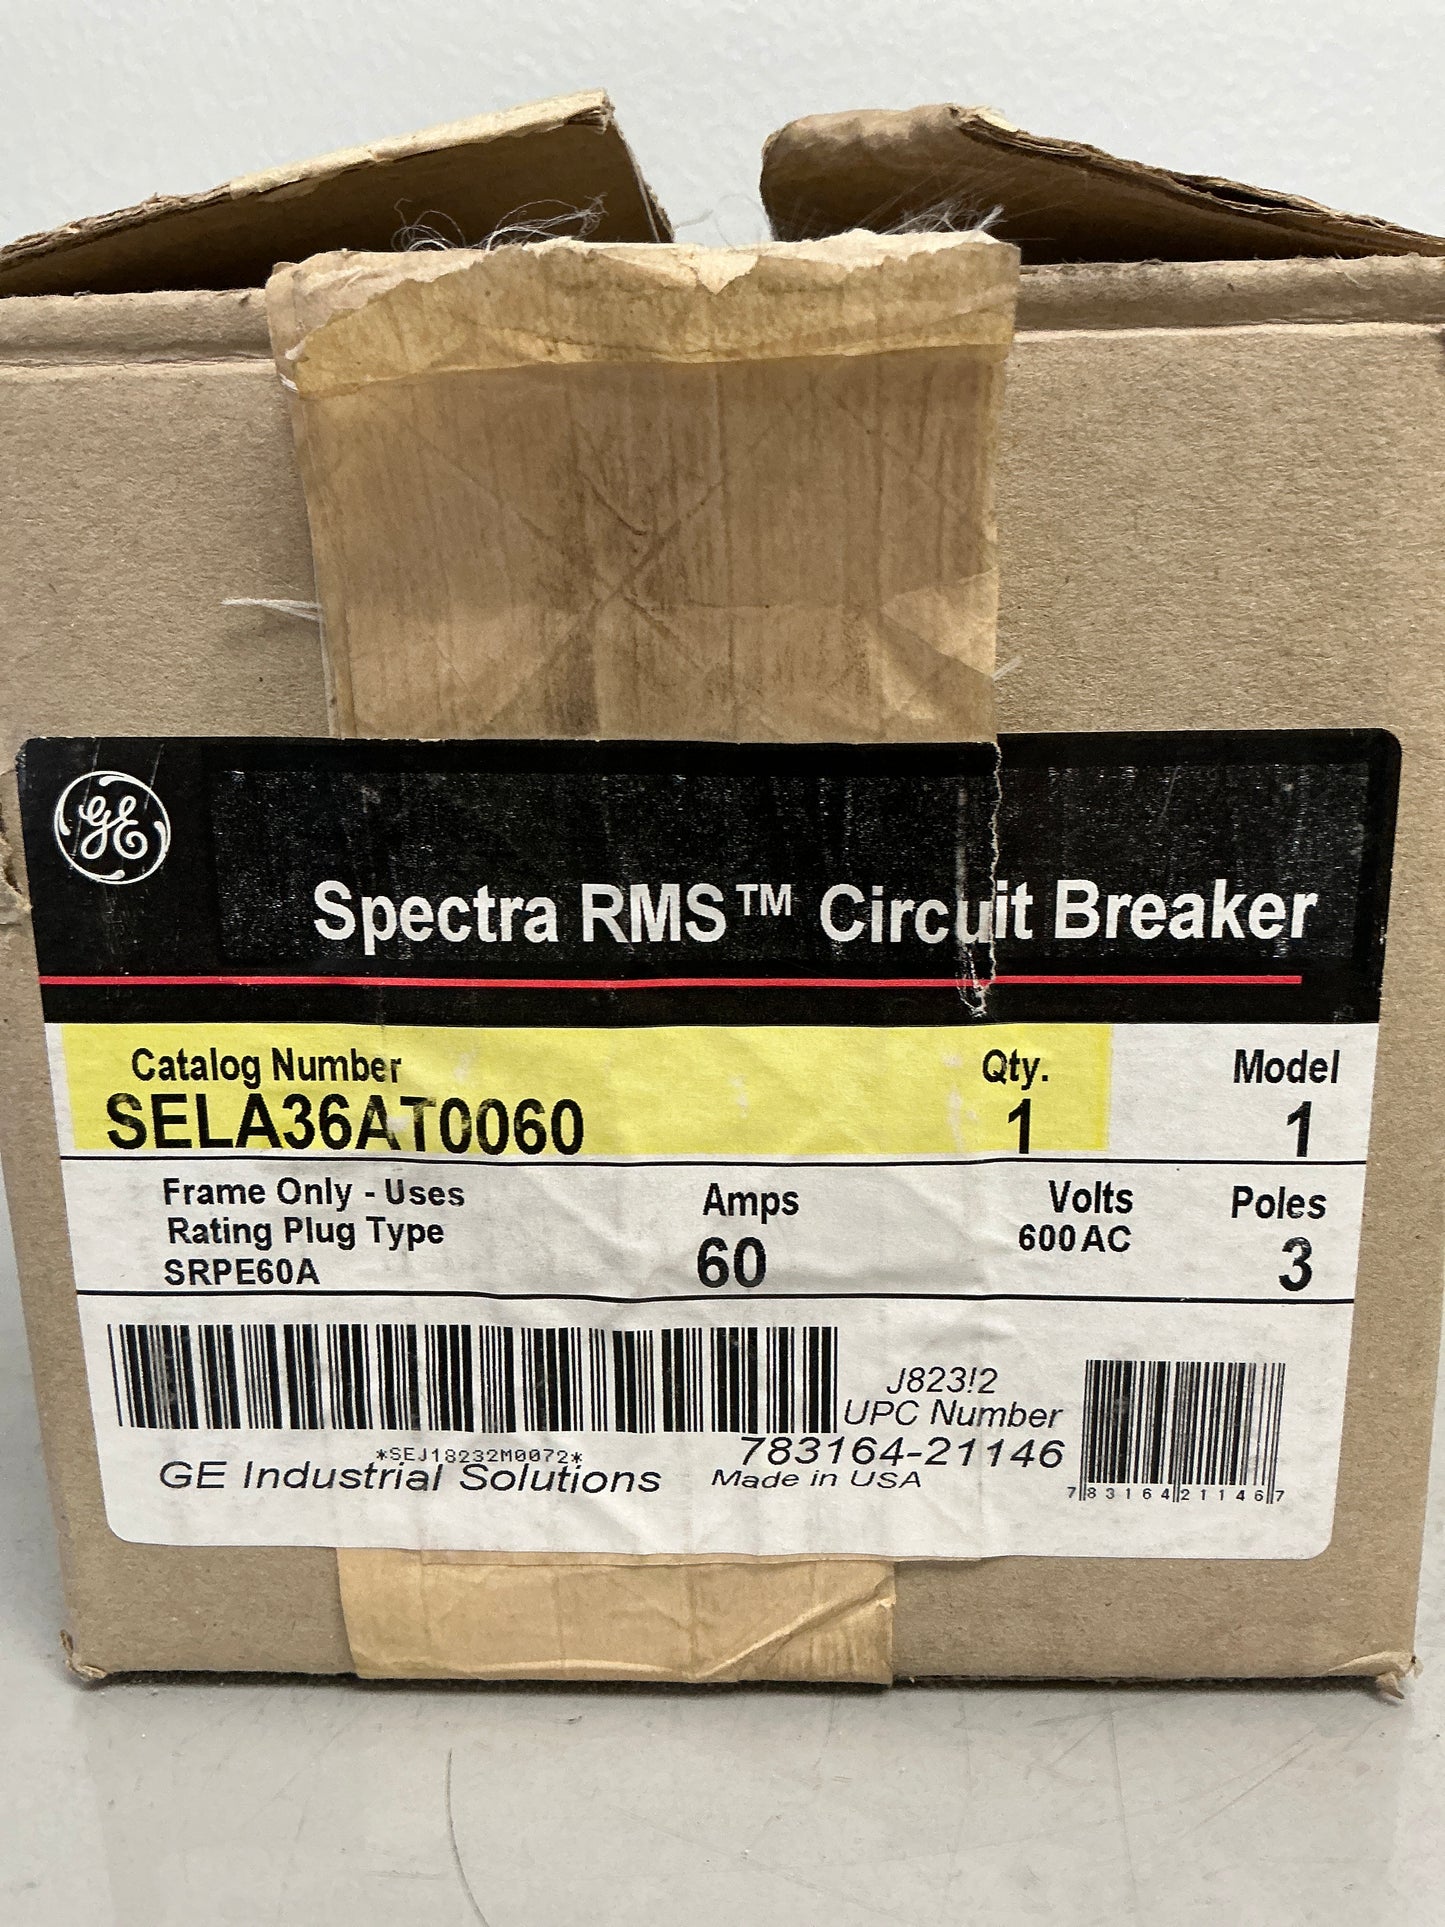 GE
Spectra RMS™ Circuit Breaker
Catalog Number Qty. Model
SELA36AT0060 1 1
Frame Only - Uses Amps Volts Poles
Rating Plug Type 60 600AC 3
SRPE60A
J823!2
UPC Number
*SEJ18232M0072* 783164-21146
GE Industrial Solutions Made in USA
7 83164 21146 7